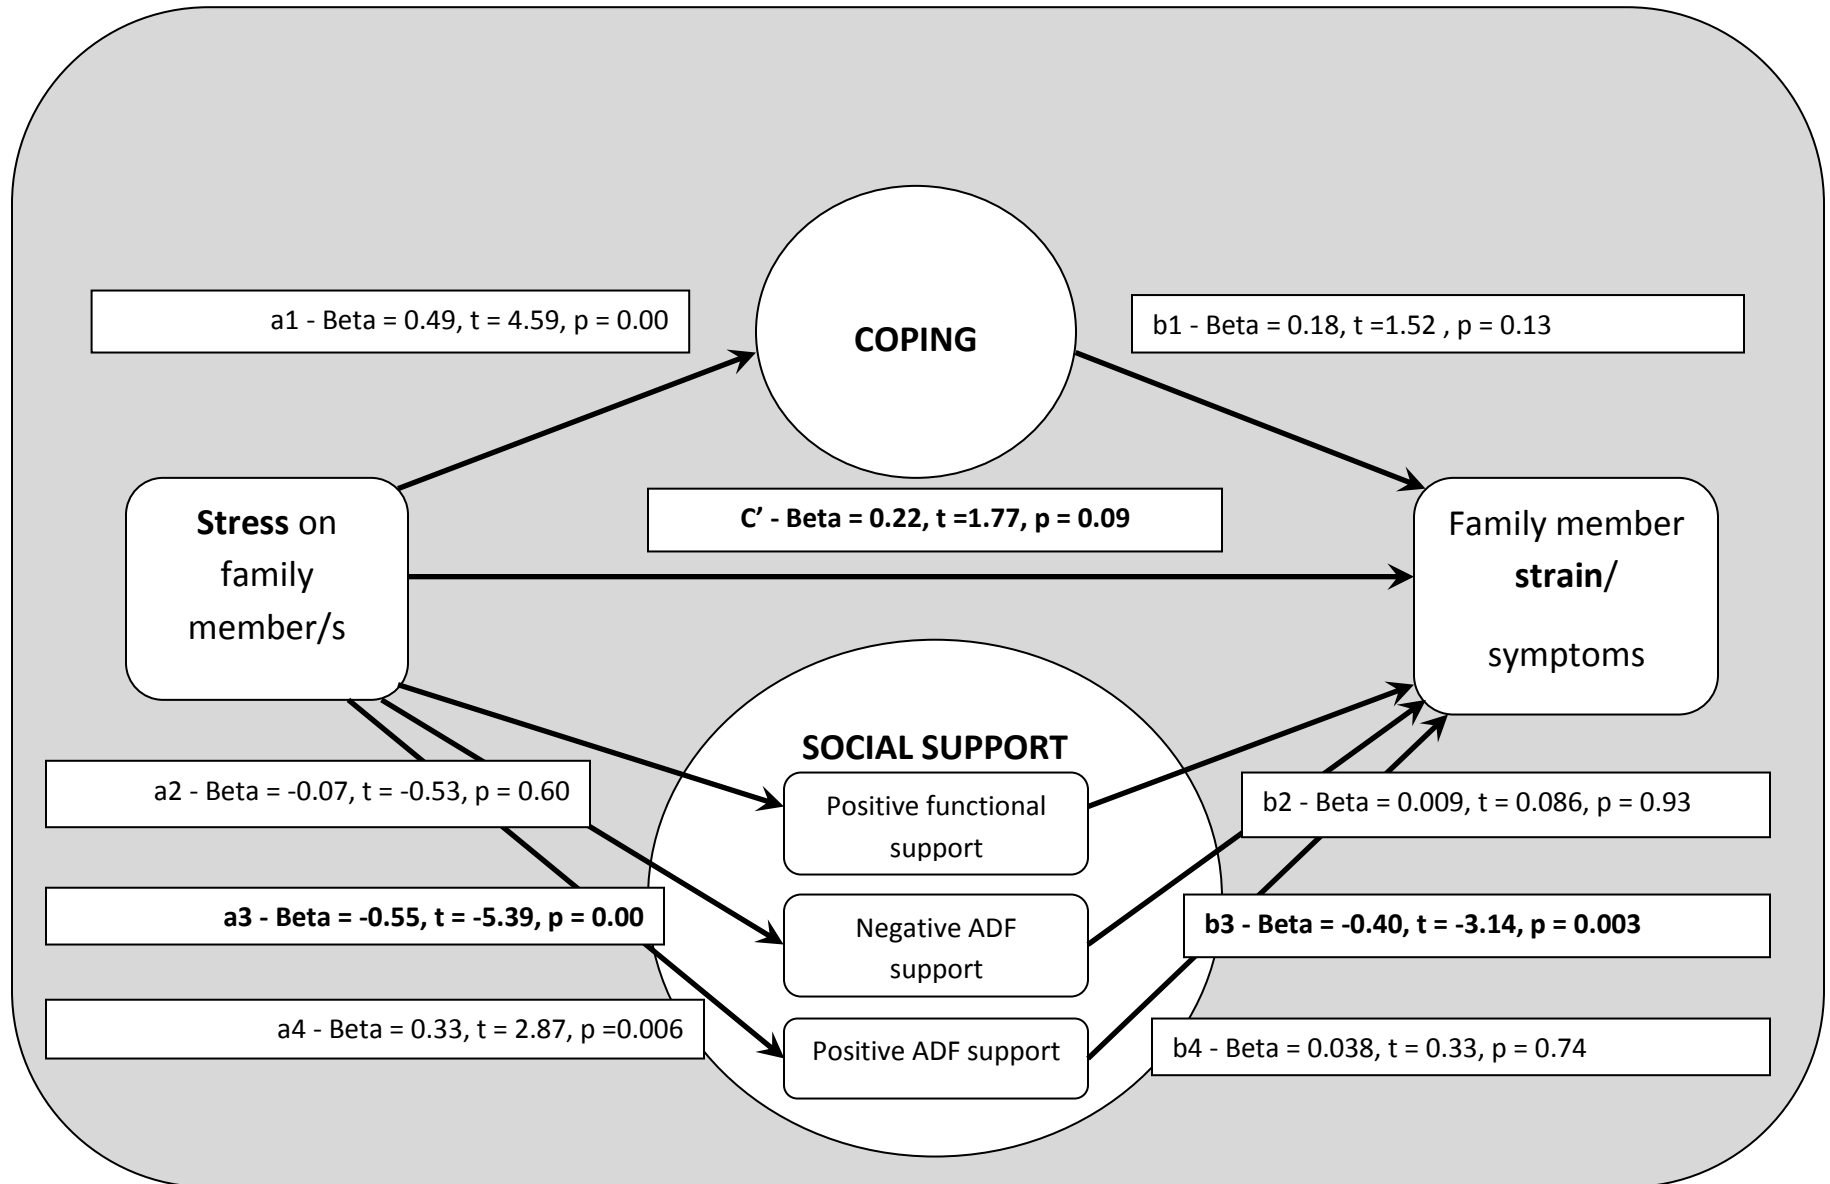 a1 - Beta = 0.49, t = 4.59, p = 0.00
COPING
b1 - Beta = 0.18, t =1.52 , p = 0.13
Stress on
family
member/s
C’ - Beta = 0.22, t =1.77, p = 0.09
Family member
strain/
symptoms
SOCIAL SUPPORT
a2 - Beta = -0.07, t = -0.53, p = 0.60
Positive functional
support
b2 - Beta = 0.009, t = 0.086, p = 0.93
a3 - Beta = -0.55, t = -5.39, p = 0.00
Negative ADF
support
b3 - Beta = -0.40, t = -3.14, p = 0.003
a4 - Beta = 0.33, t = 2.87, p =0.006
Positive ADF support
b4 - Beta = 0.038, t = 0.33, p = 0.74